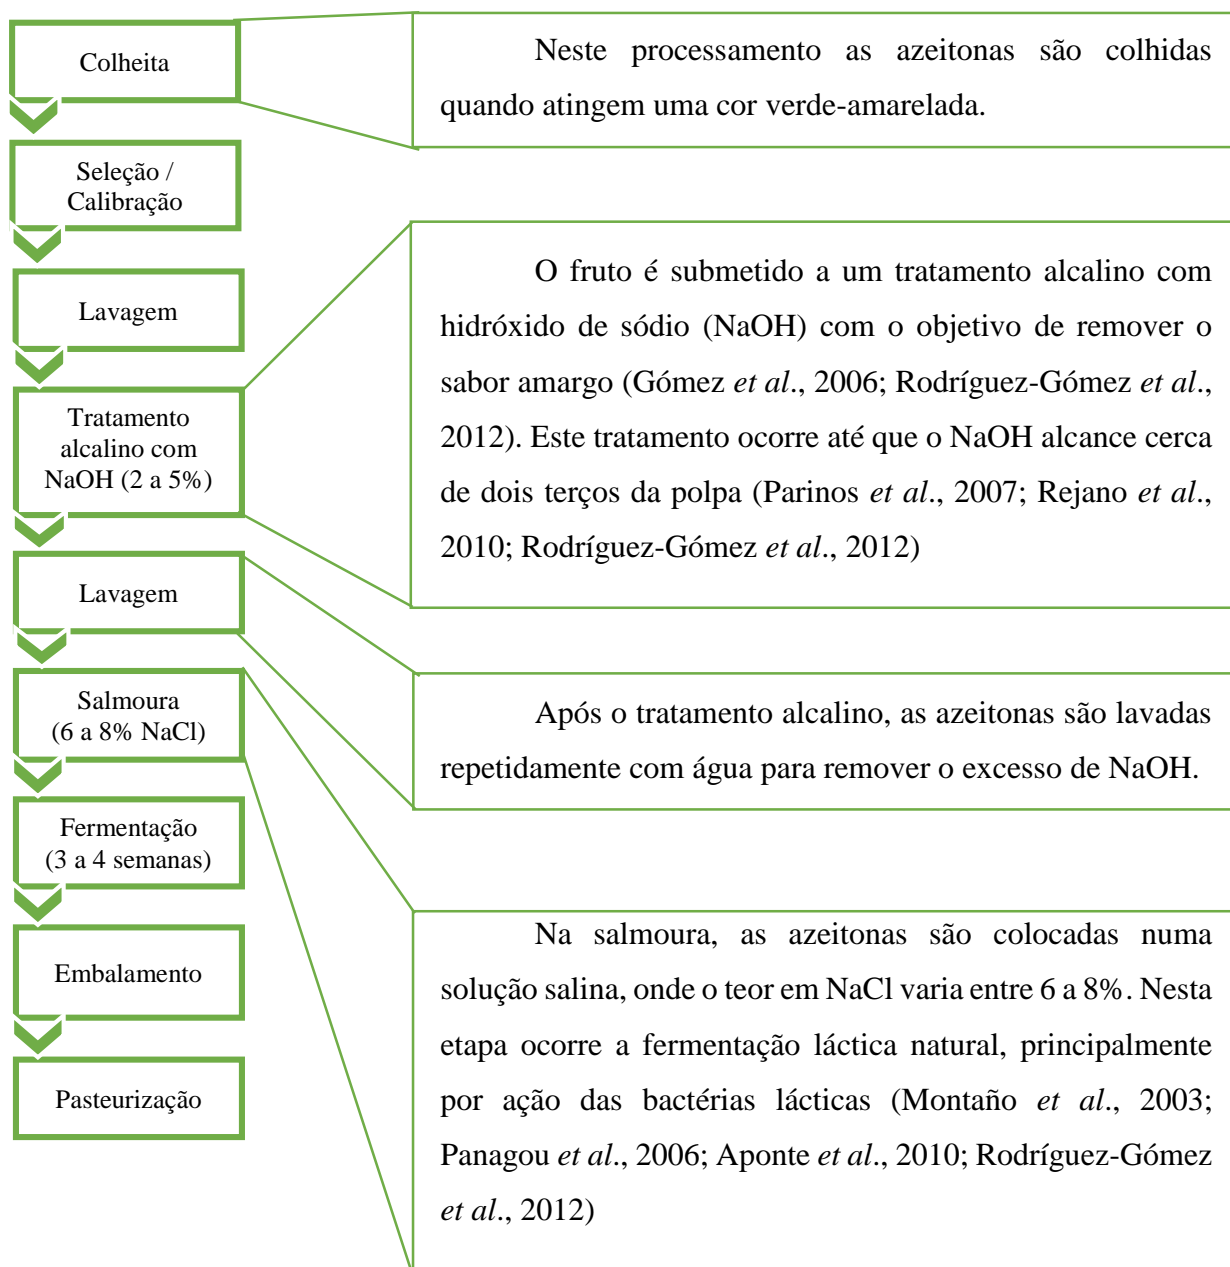 Colheita
Neste processamento as azeitonas são colhidas
quando atingem uma cor verde-amarelada.
Seleção /
Calibração
Lavagem
O fruto é submetido a um tratamento alcalino com
hidróxido de sódio (NaOH) com o objetivo de remover o
sabor amargo (Gómez et al., 2006; Rodríguez-Gómez et al.,
2012). Este tratamento ocorre até que o NaOH alcance cerca
de dois terços da polpa (Parinos et al., 2007; Rejano et al.,
2010; Rodríguez-Gómez et al., 2012)
Tratamento
alcalino com
NaOH (2 a 5%)
Lavagem
Após o tratamento alcalino, as azeitonas são lavadas
repetidamente com água para remover o excesso de NaOH.
Salmoura
(6 a 8% NaCl)
Na salmoura, as azeitonas são colocadas numa
solução salina, onde o teor em NaCl varia entre 6 a 8%. Nesta
etapa ocorre a fermentação láctica natural, principalmente
por ação das bactérias lácticas (Montaño et al., 2003;
Panagou et al., 2006; Aponte et al., 2010; Rodríguez-Gómez
et al., 2012)
Fermentação
(3 a 4 semanas)
Embalamento
Pasteurização